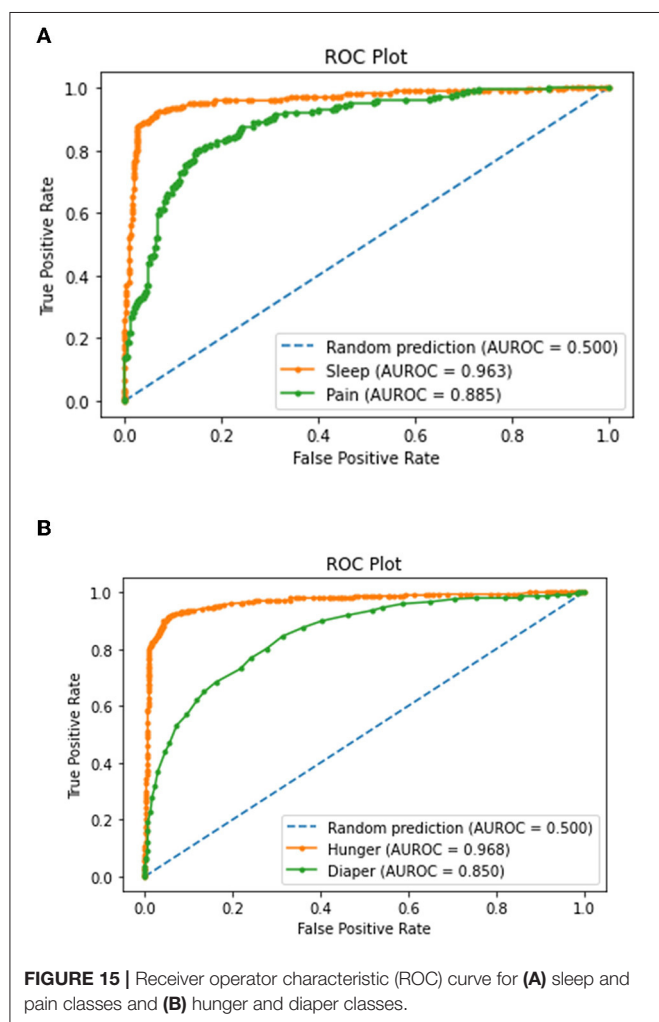 A
ROC Plot
1.0
0.8
0.6
0.4
0.2
0.0
True Positive Rate
Random prediction (AUROC = 0.500)
Sleep (AUROC = 0.963)
Pain (AUROC = 0.885)
0.0 0.2 0.4 0.6 0.8 1.0
False Positive Rate
B
ROC Plot
1.0
0.8
0.6
0.4
0.2
0.0
True Positive Rate
Random prediction (AUROC = 0.500)
Hunger (AUROC = 0.968)
Diaper (AUROC = 0.850)
0.0 0.2 0.4 0.6 0.8 1.0
False Positive Rate
FIGURE 15 | Receiver operator characteristic (ROC) curve for (A) sleep and
pain classes and (B) hunger and diaper classes.